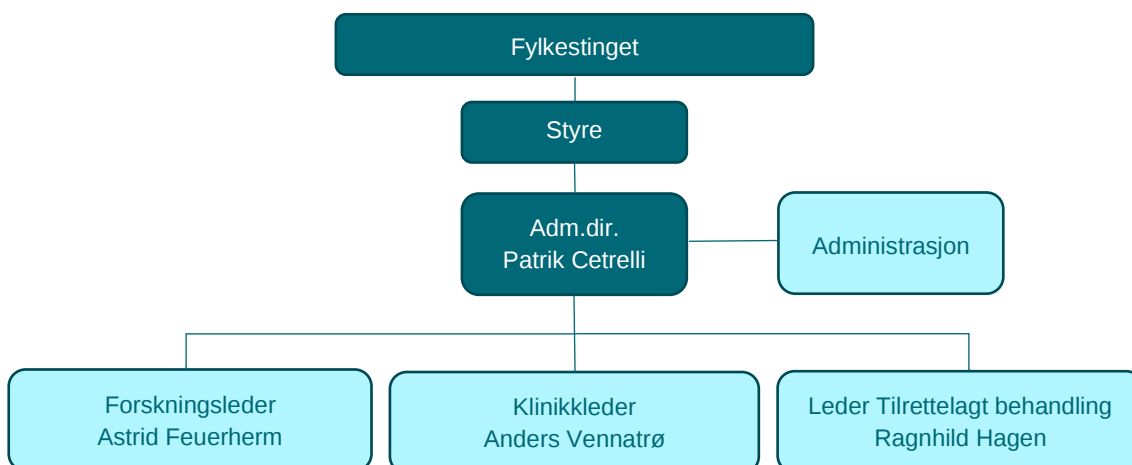 Fylkestinget
Styre
Adm.dir.
Patrik Cetrelli
Administrasjon
Forskningsleder
Astrid Feuerherm
Klinikkleder
Anders Vennatrø
Leder Tilrettelagt behandling
Ragnhild Hagen